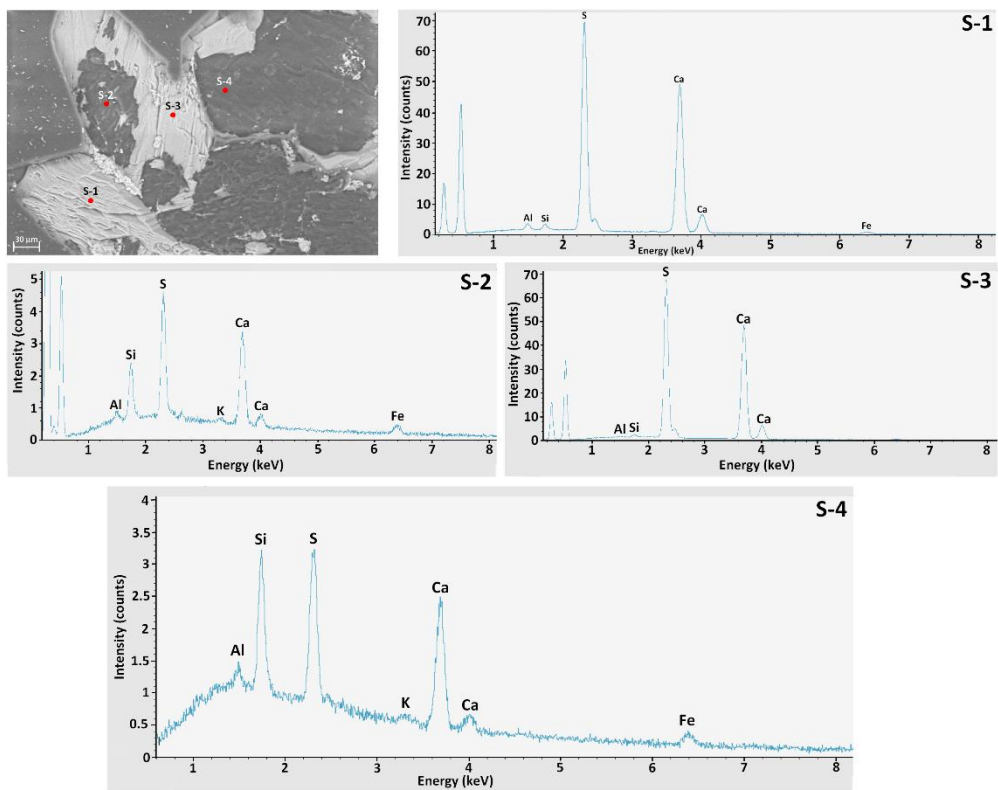 S-2
S-4
S-3
S-1
30 µm
S-1
Intensity (counts)
70
60
50
40
30
20
10
0
S
Ca
Al
Si
Ca
Fe
1 2 3 4 5 6 7 8
Energy (keV)
S-2
Intensity (counts)
5
4
3
2
1
0
S
Ca
Si
Al
K
Ca
Fe
1 2 3 4 5 6 7 8
Energy (keV)
S-3
Intensity (counts)
70
60
50
40
30
20
10
0
S
Ca
Al Si
Ca
1 2 3 4 5 6 7 8
Energy (keV)
S-4
Intensity (counts)
4
3.5
3
2.5
2
1.5
1
0.5
0
Si
S
Ca
Al
K
Ca
Fe
1 2 3 4 5 6 7 8
Energy (keV)